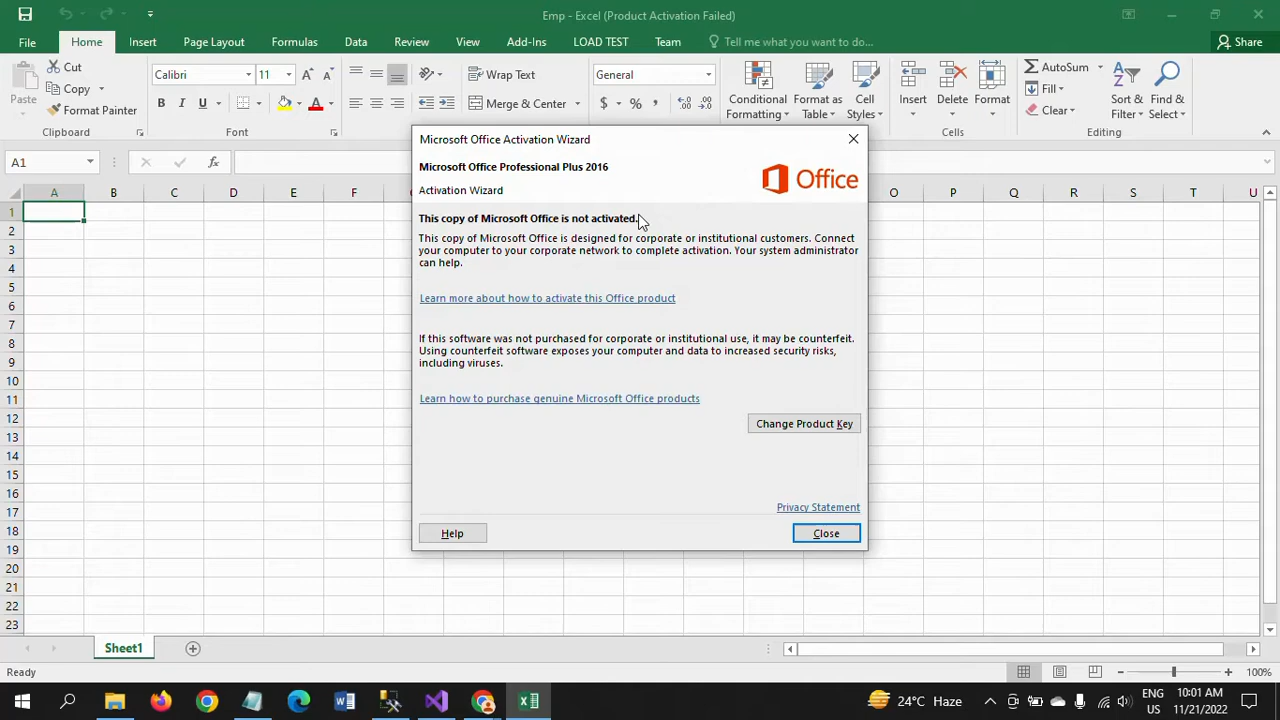 Emp - Excel (Product Activation Failed)
File Home Insert Page Layout Formulas Data Review View Add-Ins LOAD TEST Team Tell me what you want to do... Share
Paste
Cut
Copy
Format Painter
Clipboard
Calibri 11
B I U
Font
Wrap Text
Merge & Center
General
$ % ,
Conditional Formatting
Format as Table
Cell Styles
Insert
Delete
Format
Cells
AutoSum
Fill
Clear
Sort & Filter
Find & Select
Editing
A1
fx
A B C D E F O P Q R S T U
1
2
3
4
5
6
7
8
9
10
11
12
13
14
15
16
17
18
19
20
21
22
23
Microsoft Office Activation Wizard
Microsoft Office Professional Plus 2016
Activation Wizard
Office
This copy of Microsoft Office is not activated.
This copy of Microsoft Office is designed for corporate or institutional customers. Connect
your computer to your corporate network to complete activation. Your system administrator
can help.
Learn more about how to activate this Office product
If this software was not purchased for corporate or institutional use, it may be counterfeit.
Using counterfeit software exposes your computer and data to increased security risks,
including viruses.
Learn how to purchase genuine Microsoft Office products
Change Product Key
Privacy Statement
Help
Close
Sheet1
Ready
100%
24°C Haze
ENG
US
10:01 AM
11/21/2022